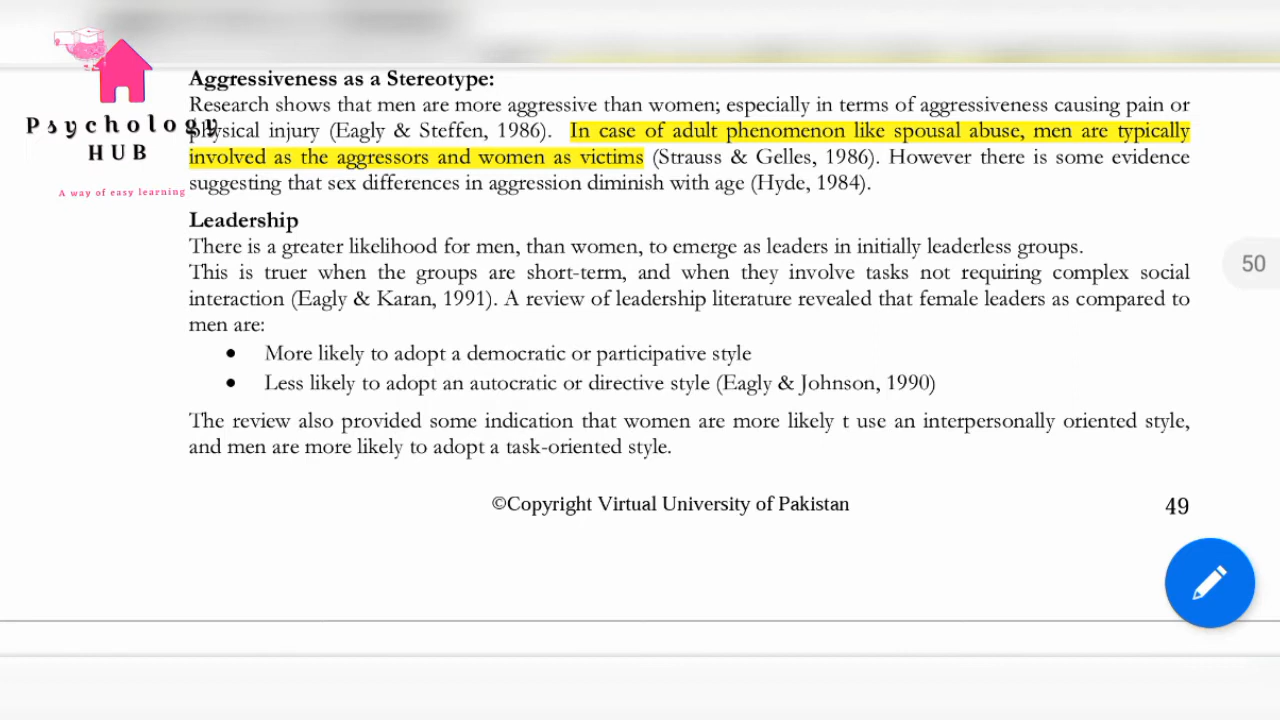 Aggressiveness as a Stereotype:
Research shows that men are more aggressive than women; especially in terms of aggressiveness causing pain or
physical injury (Eagly & Steffen, 1986). In case of adult phenomenon like spousal abuse, men are typically
involved as the aggressors and women as victims (Strauss & Gelles, 1986). However there is some evidence
suggesting that sex differences in aggression diminish with age (Hyde, 1984).
Psychology
HUB
A way of easy learning
Leadership
There is a greater likelihood for men, than women, to emerge as leaders in initially leaderless groups.
This is truer when the groups are short-term, and when they involve tasks not requiring complex social
interaction (Eagly & Karan, 1991). A review of leadership literature revealed that female leaders as compared to
men are:
• More likely to adopt a democratic or participative style
• Less likely to adopt an autocratic or directive style (Eagly & Johnson, 1990)
The review also provided some indication that women are more likely t use an interpersonally oriented style,
and men are more likely to adopt a task-oriented style.
©Copyright Virtual University of Pakistan 49
50